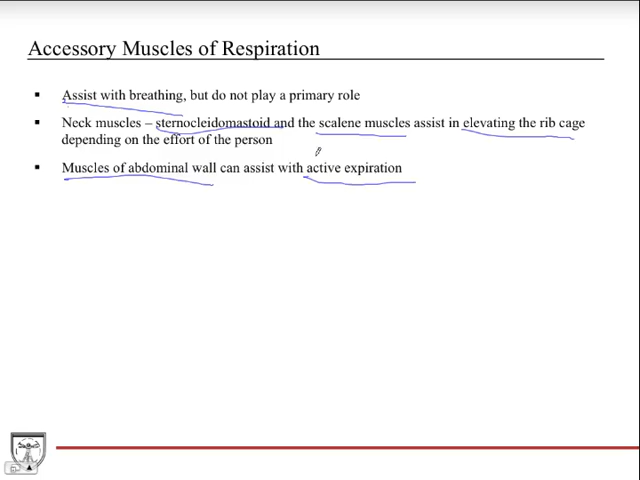 Accessory Muscles of Respiration
▪ Assist with breathing, but do not play a primary role
▪ Neck muscles – sternocleidomastoid and the scalene muscles assist in elevating the rib cage
depending on the effort of the person
▪ Muscles of abdominal wall can assist with active expiration